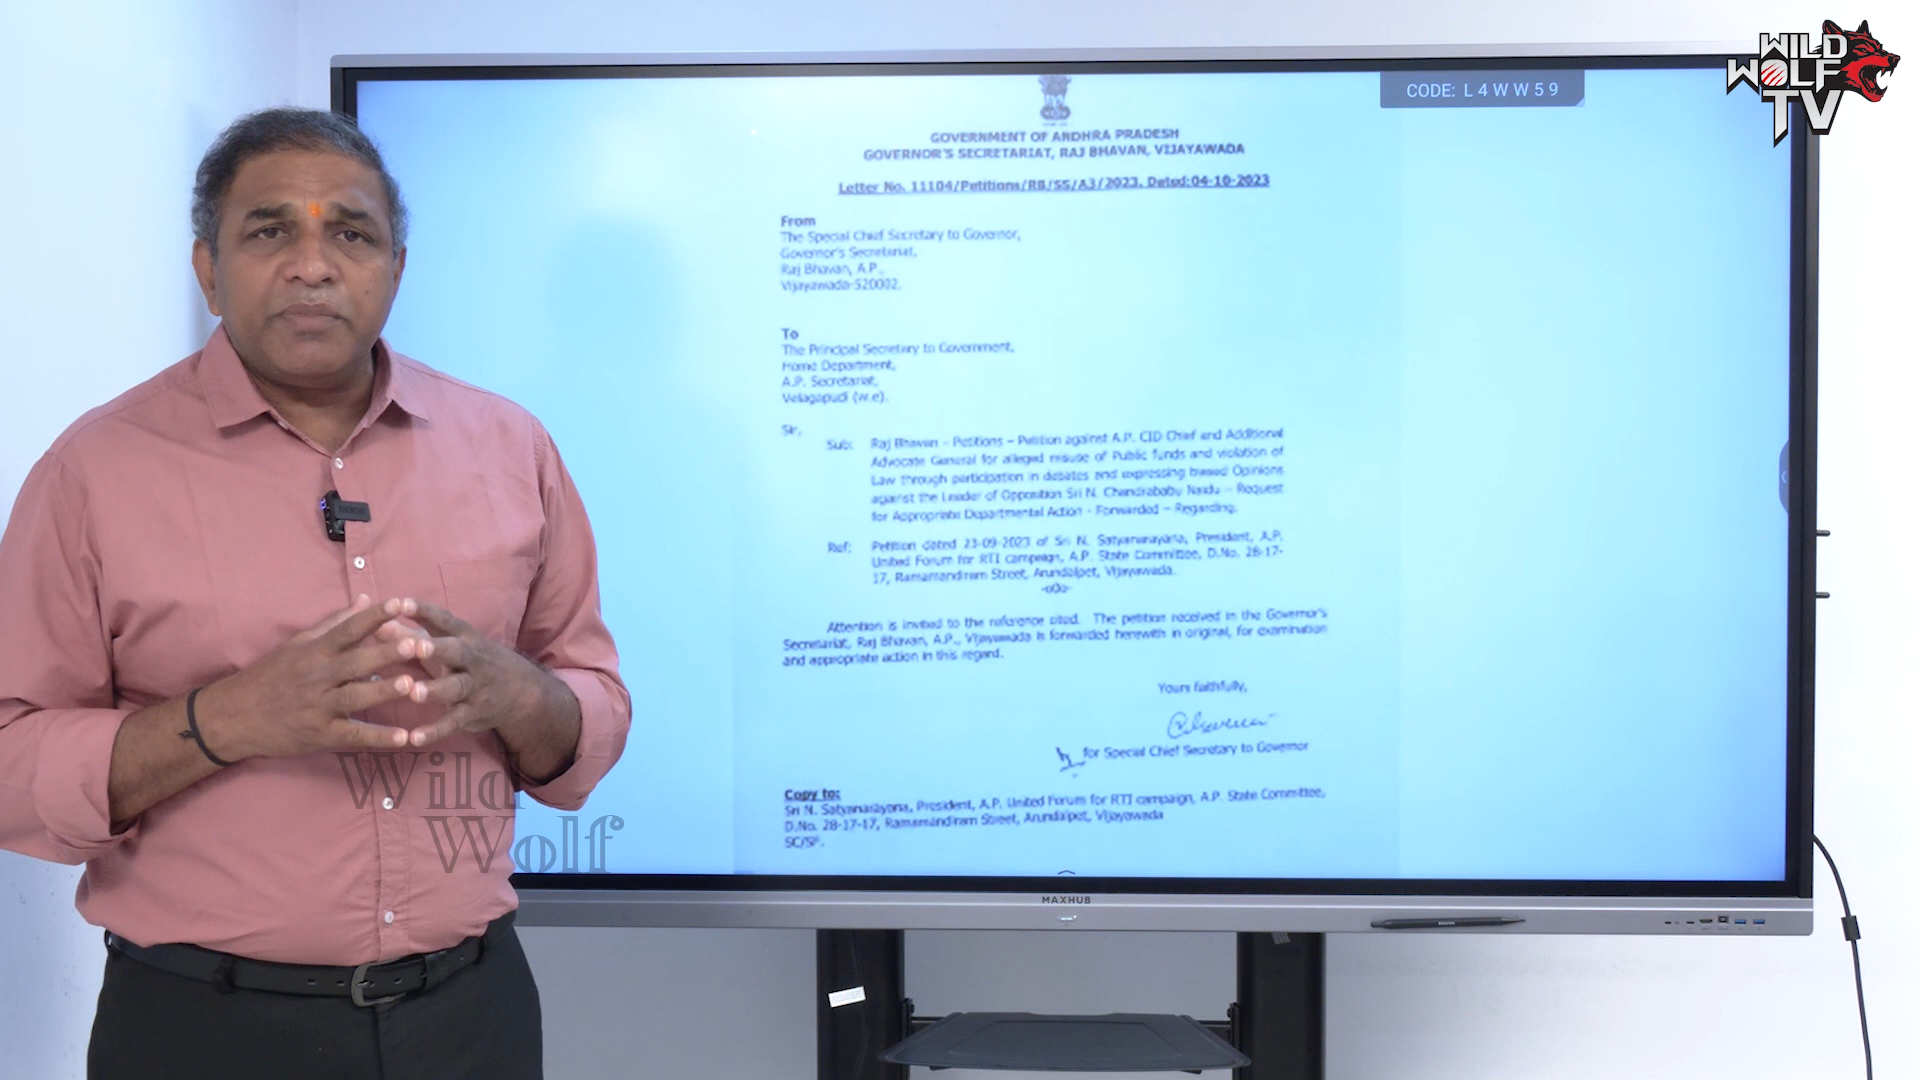 WILD
WOLF
TV
CODE: L4WW59
GOVERNMENT OF ANDHRA PRADESH
GOVERNOR'S SECRETARIAT, RAJ BHAVAN, VIJAYAWADA
Letter No. 11104/Petitions/RB/SS/A3/2023, Dated:04-10-2023
From
The Special Chief Secretary to Governor,
Governor's Secretariat,
Raj Bhavan, A.P.,
Vijayawada-520002.
To
The Principal Secretary to Government,
Home Department,
A.P. Secretariat,
Velagapudi (w.e).
Sir,
Sub: Raj Bhavan – Petitions – Petition against A.P. CID Chief and Additional
Advocate General for alleged misuse of Public funds and violation of
Law through participation in debates and expressing biased Opinions
against the Leader of Opposition Sri N. Chandrababu Naidu – Request
for Appropriate Departmental Action - Forwarded – Regarding.
Ref: Petition dated 23-09-2023 of Sri N. Satyanarayana, President, A.P.
United Forum for RTI campaign, A.P. State Committee, D.No. 28-17-
17, Ramamandiram Street, Arundalpet, Vijayawada.
-o0o-
Attention is invited to the reference cited. The petition received in the Governor's
Secretariat, Raj Bhavan, A.P., Vijayawada is forwarded herewith in original, for examination
and appropriate action in this regard.
Yours faithfully,
for Special Chief Secretary to Governor
Copy to:
Sri N. Satyanarayana, President, A.P. United Forum for RTI campaign, A.P. State Committee,
D.No. 28-17-17, Ramamandiram Street, Arundalpet, Vijayawada
SC/SF.
MAXHUB
Wild
Wolf